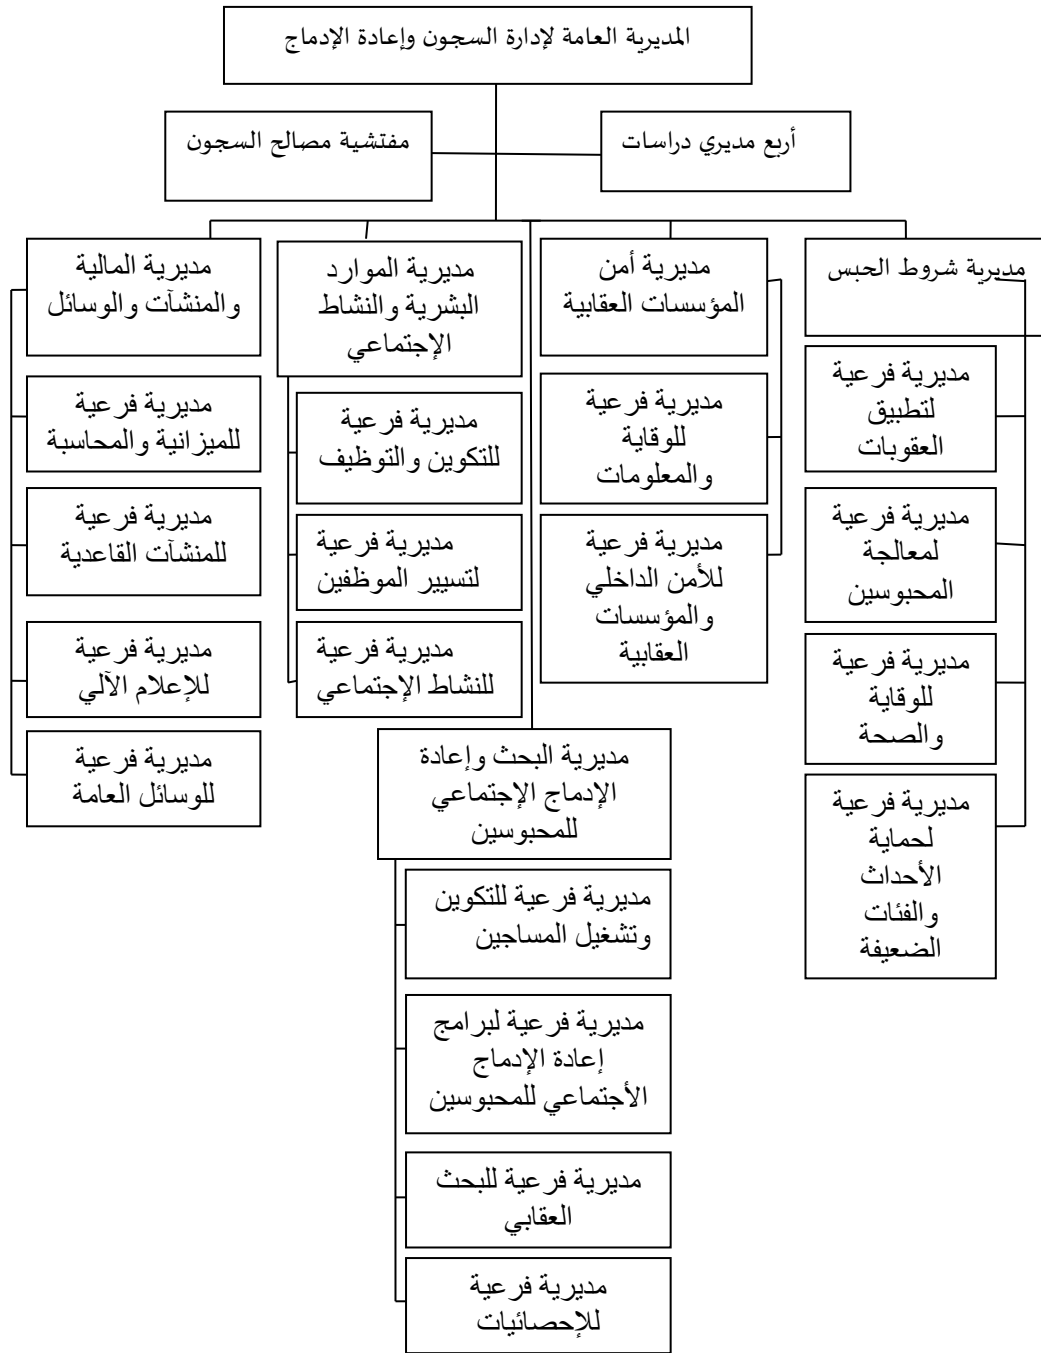 المديرية العامة لإدارة السجون وإعادة الإدماج
أربع مديري دراسات
مفتشية مصالح السجون
مديرية شروط الحبس
مديرية فرعية
لتطبيق
العقوبات
مديرية فرعية
لمعالجة
المحبوسين
مديرية فرعية
للوقاية
والصحة
مديرية فرعية
لحماية
الأحداث
والفئات
الضعيفة
مديرية أمن
المؤسسات العقابية
مديرية فرعية
للوقاية
والمعلومات
مديرية فرعية
للأمن الداخلي
والمؤسسات
العقابية
مديرية الموارد
البشرية والنشاط
الإجتماعي
مديرية فرعية
للتكوين والتوظيف
مديرية فرعية
لتسيير الموظفين
مديرية فرعية
للنشاط الإجتماعي
مديرية المالية
والمنشآت والوسائل
مديرية فرعية
للميزانية والمحاسبة
مديرية فرعية
للمنشآت القاعدية
مديرية فرعية
للإعلام الآلي
مديرية فرعية
للوسائل العامة
مديرية البحث وإعادة
الإدماج الإجتماعي
للمحبوسين
مديرية فرعية للتكوين
وتشغيل المساجين
مديرية فرعية لبرامج
إعادة الإدماج
الأجتماعي للمحبوسين
مديرية فرعية للبحث
العقابي
مديرية فرعية
للإحصائيات